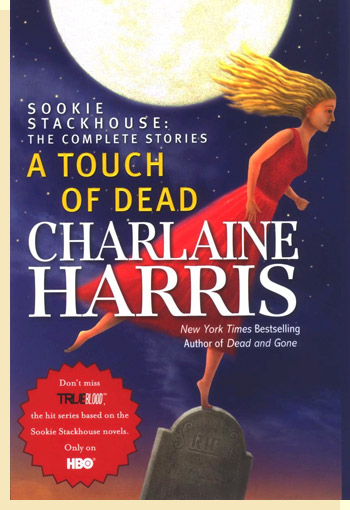 SOOKIE
STACKHOUSE:
THE COMPLETE STORIES
A TOUCH
OF DEAD
CHARLAINE
HARRIS
New York Times Bestselling
Author of Dead and Gone
Don't miss
TRUE BLOOD™,
the hit series based on the
Sookie Stackhouse novels.
Only on
HBO®
RIP